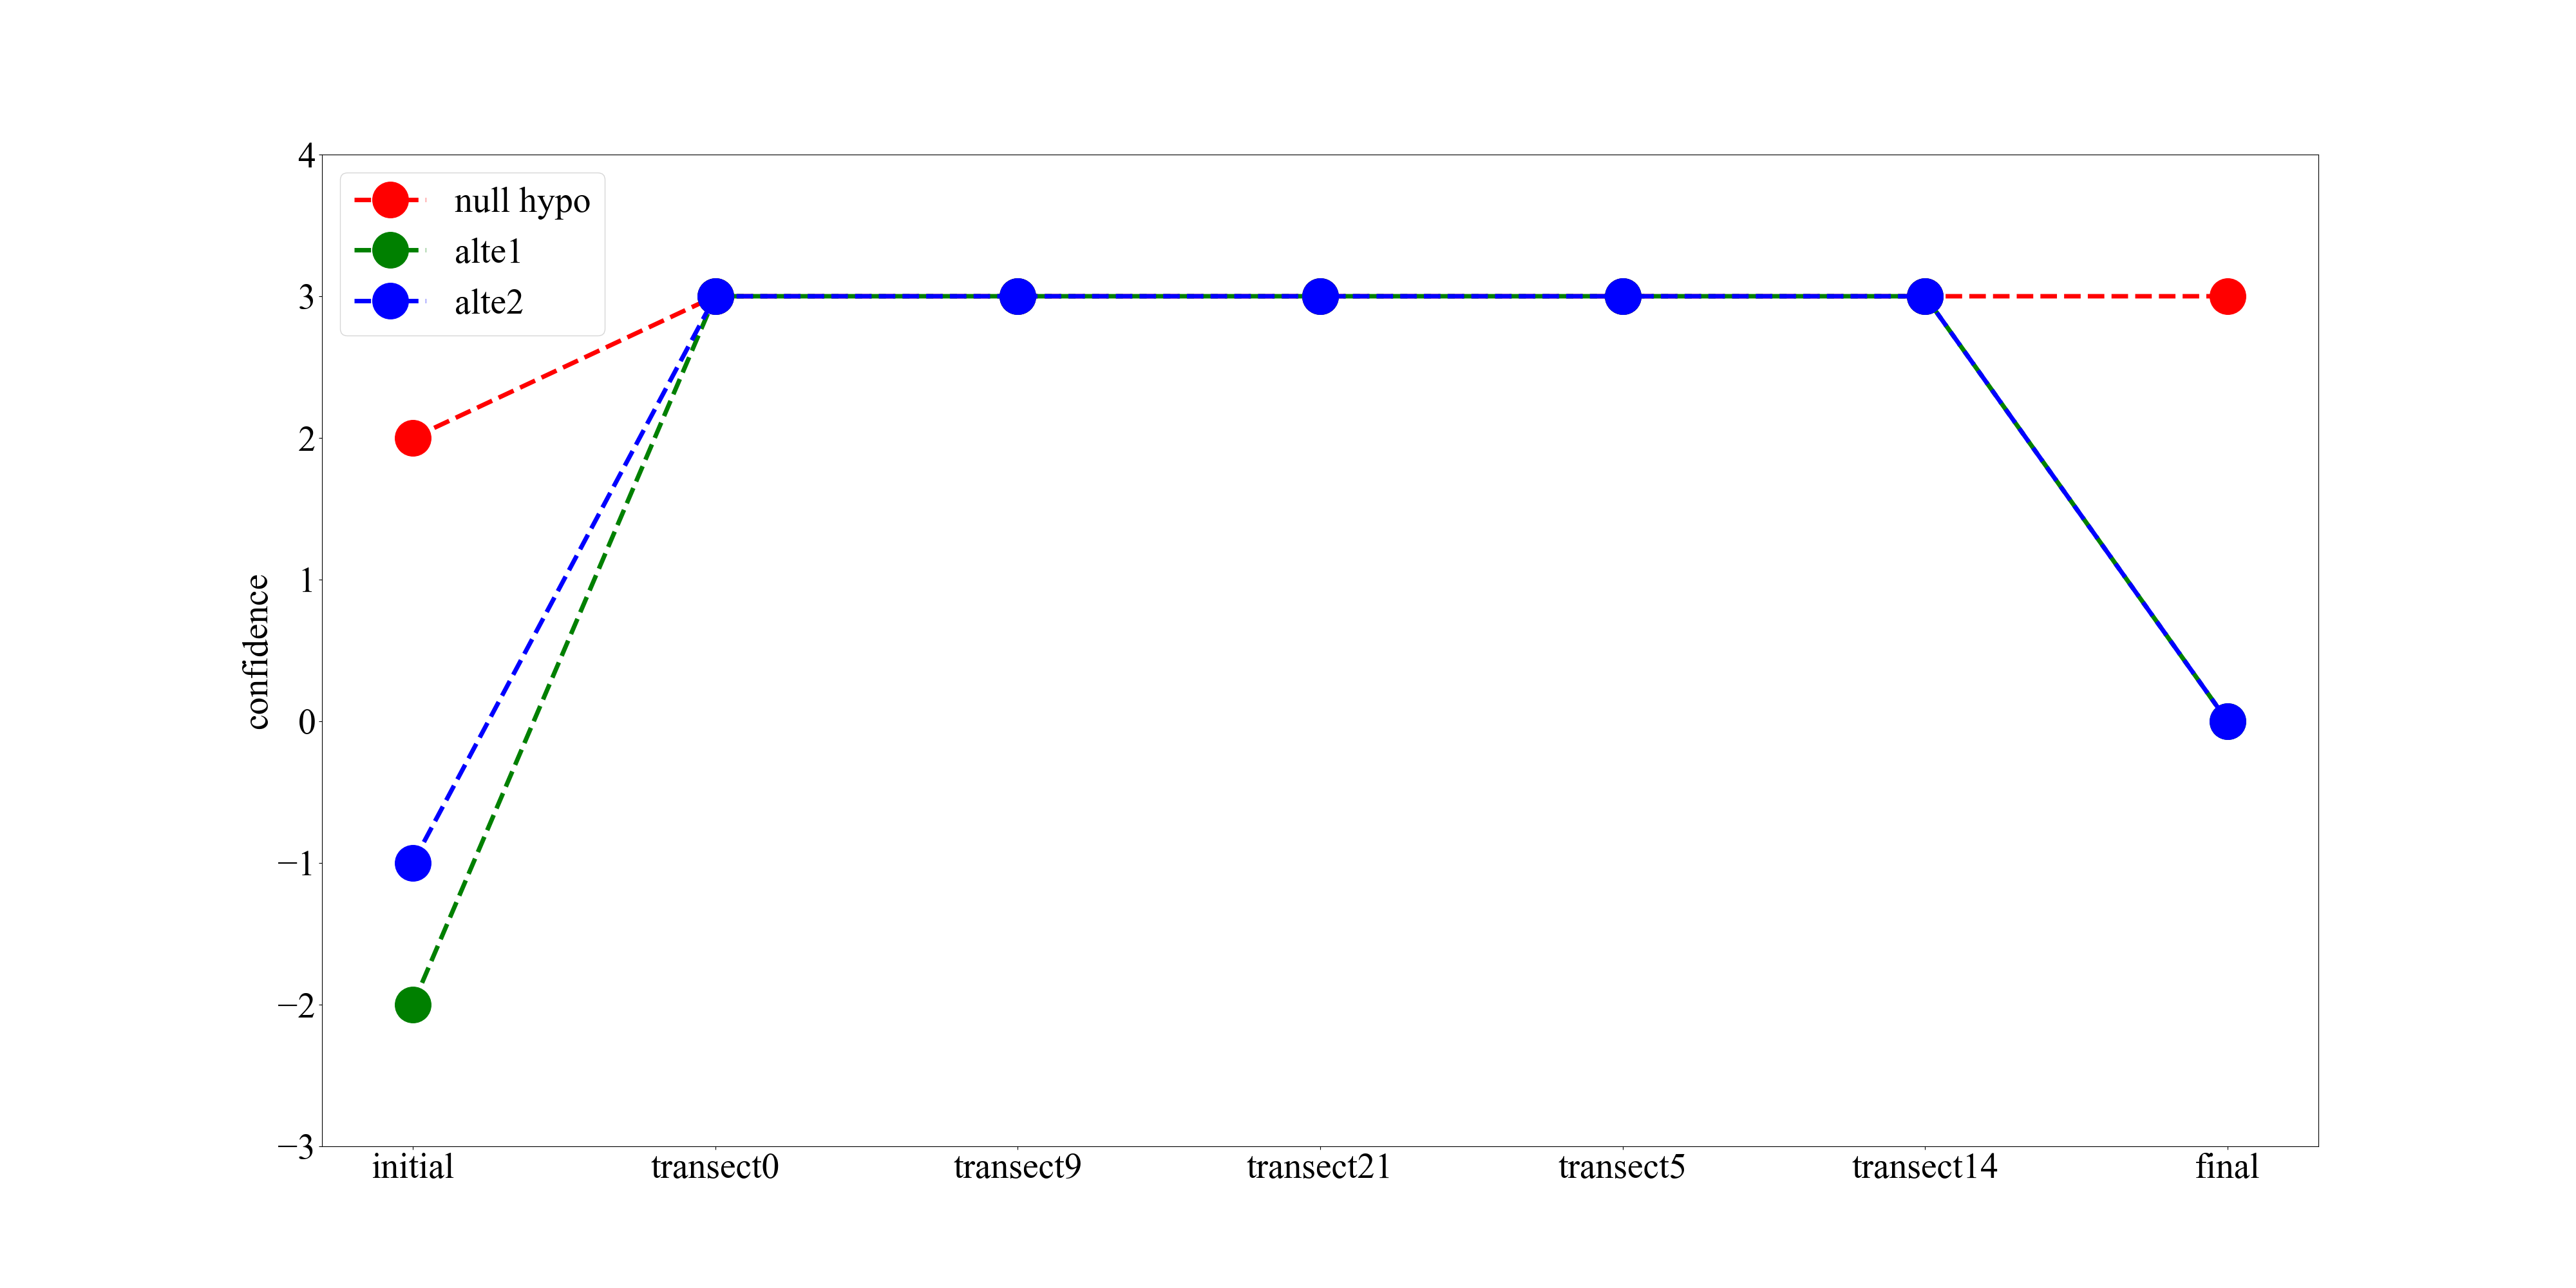 4
3
2
1
0
−1
−2
−3
confidence
null hypo
alte1
alte2
initial transect0 transect9 transect21 transect5 transect14 final